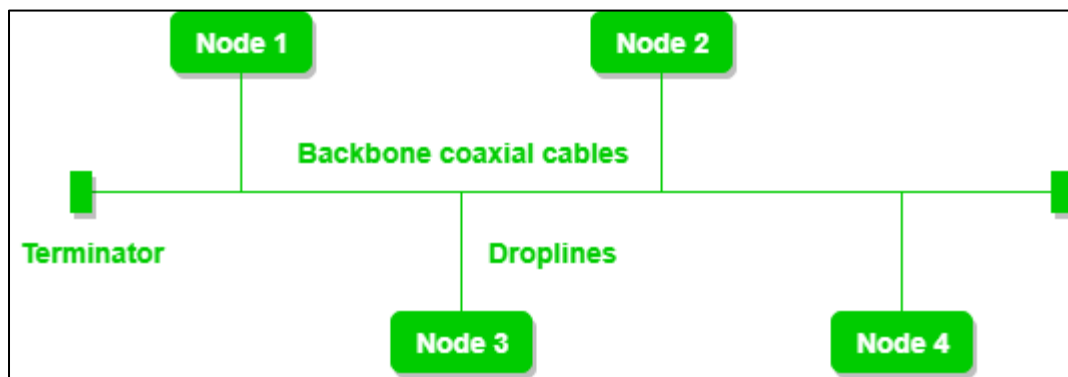 Node 1
Node 2
Backbone coaxial cables
Terminator
Droplines
Node 3
Node 4